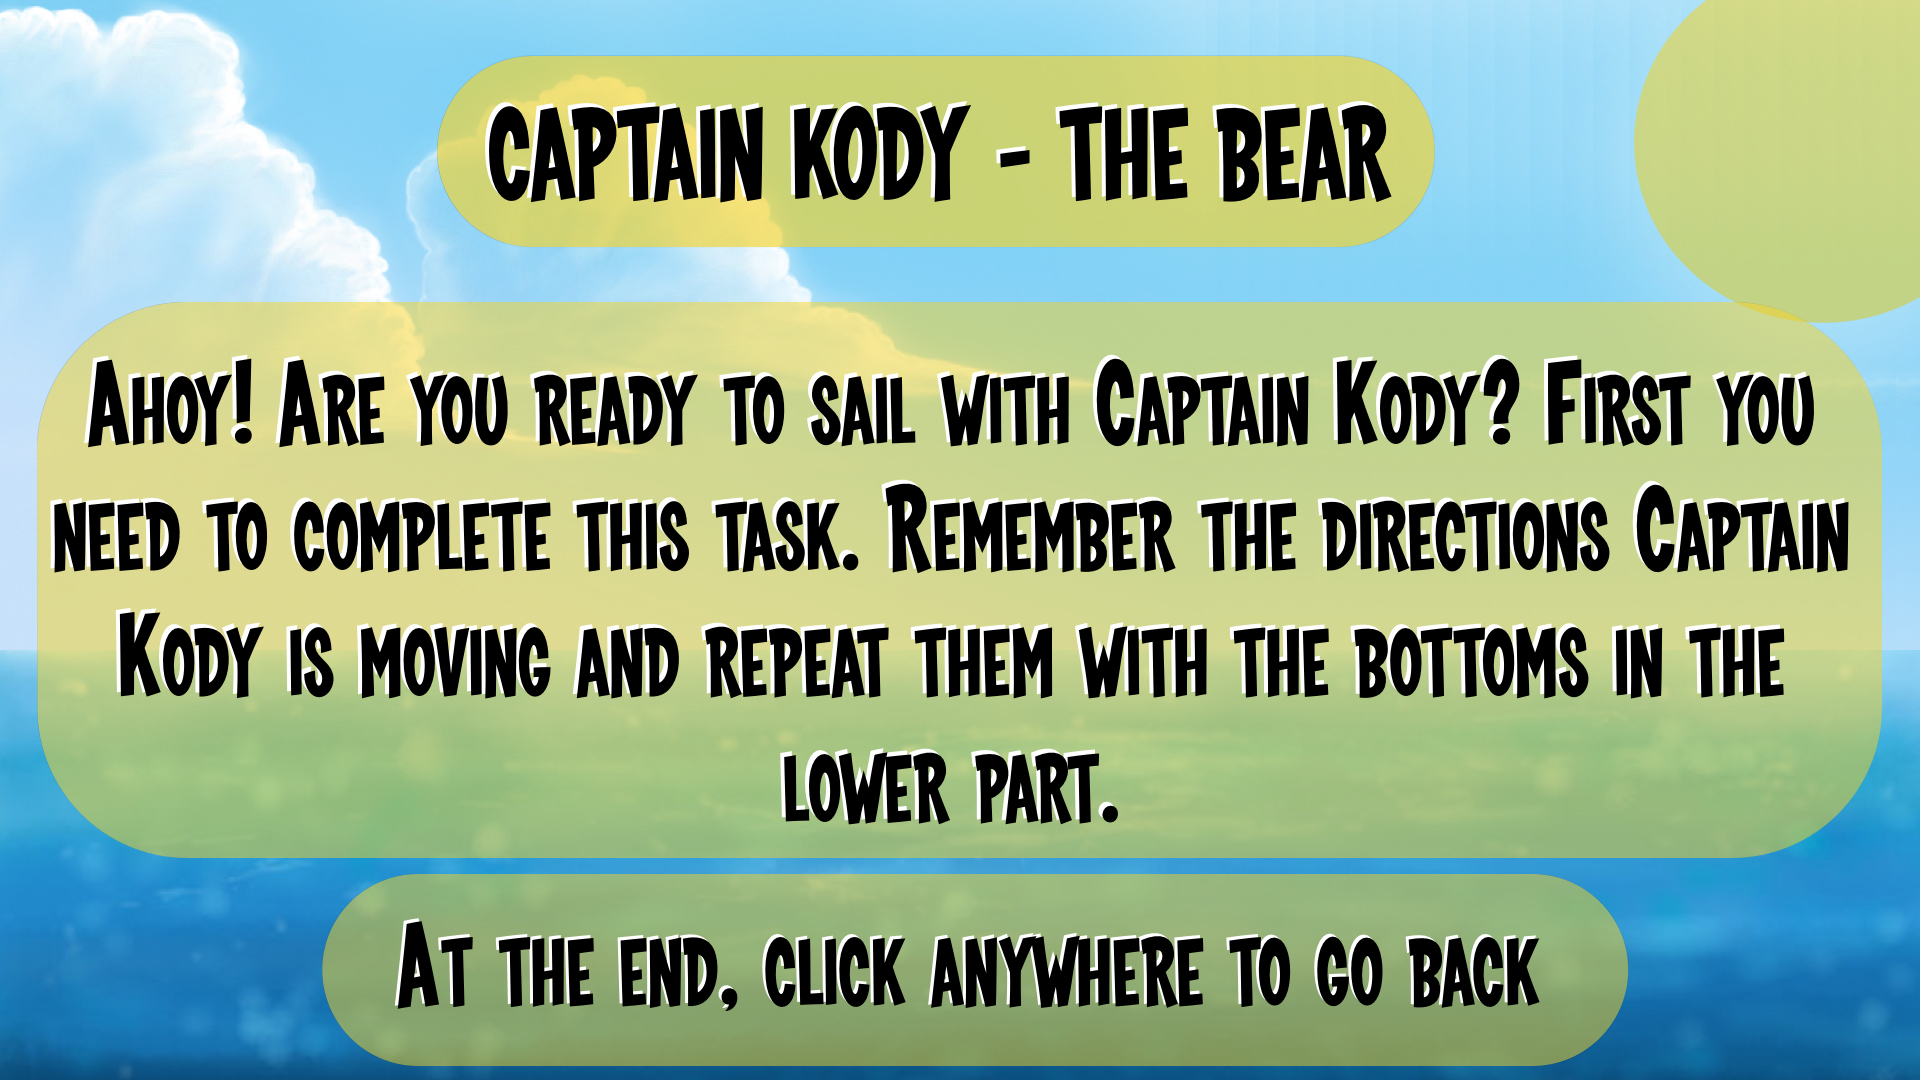 CAPTAIN KODY - THE BEAR
AHOY! ARE YOU READY TO SAIL WITH CAPTAIN KODY? FIRST YOU
NEED TO COMPLETE THIS TASK. REMEMBER THE DIRECTIONS CAPTAIN
KODY IS MOVING AND REPEAT THEM WITH THE BOTTOMS IN THE
LOWER PART.
AT THE END, CLICK ANYWHERE TO GO BACK